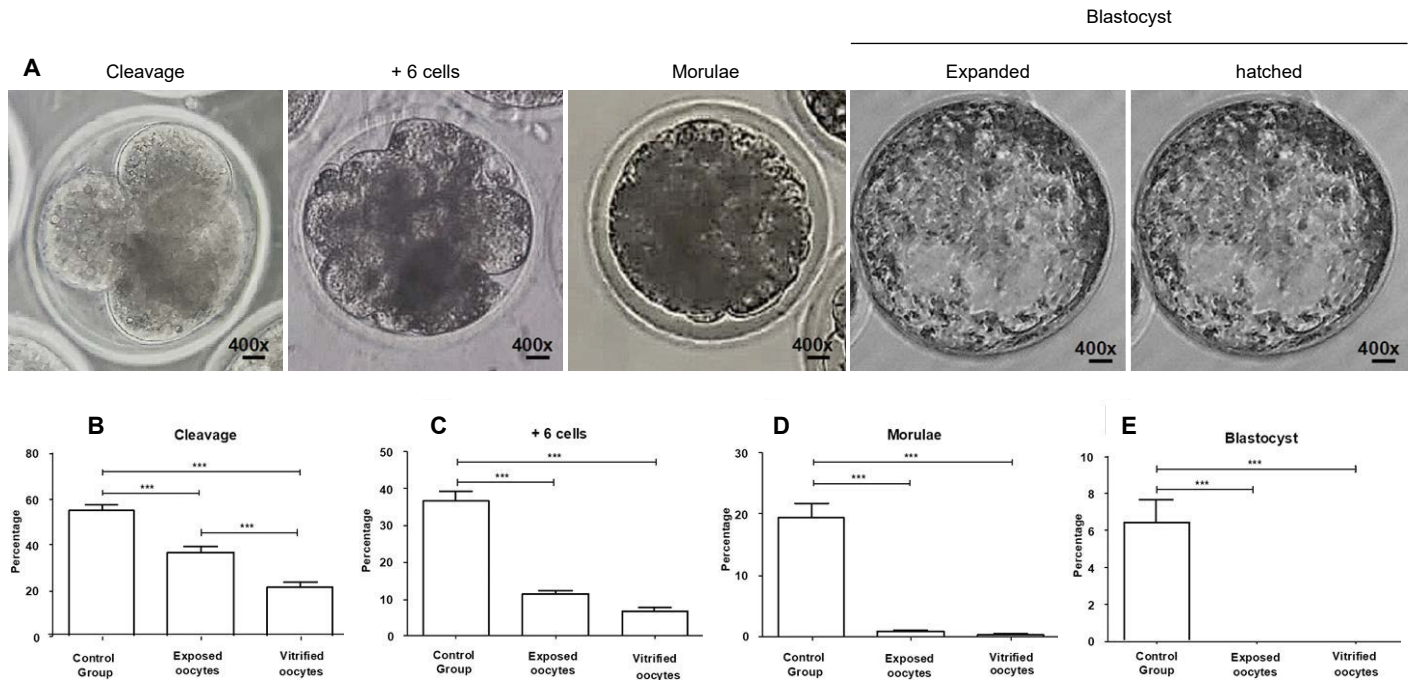 Blastocyst
A
Cleavage
+ 6 cells
Morulae
Expanded
hatched
400x
400x
400x
400x
400x
B
Cleavage
80
60
40
20
0
Percentage
***
***
***
Control
Group
Exposed
oocytes
Vitrified
oocytes
C
+ 6 cells
50
40
30
20
10
0
Percentage
***
***
Control
Group
Exposed
oocytes
Vitrified
oocytes
D
Morulae
30
20
10
0
Percentage
***
***
Control
Group
Exposed
oocytes
Vitrified
oocytes
E
Blastocyst
10
8
6
4
2
0
Percentage
***
***
Control
Group
Exposed
oocytes
Vitrified
oocytes